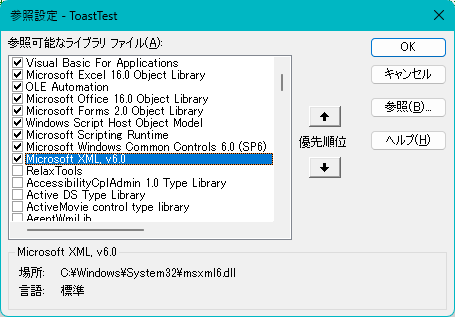 参照設定 - ToastTest
参照可能なライブラリ ファイル(A):
Visual Basic For Applications
Microsoft Excel 16.0 Object Library
OLE Automation
Microsoft Office 16.0 Object Library
Microsoft Forms 2.0 Object Library
Windows Script Host Object Model
Microsoft Scripting Runtime
Microsoft Windows Common Controls 6.0 (SP6)
Microsoft XML, v6.0
RelaxTools
AccessibilityCplAdmin 1.0 Type Library
Active DS Type Library
ActiveMovie control type library
AgentWmiLib
優先順位
OK
キャンセル
参照(B)...
ヘルプ(H)
Microsoft XML, v6.0
場所: C:¥Windows¥System32¥msxml6.dll
言語: 標準